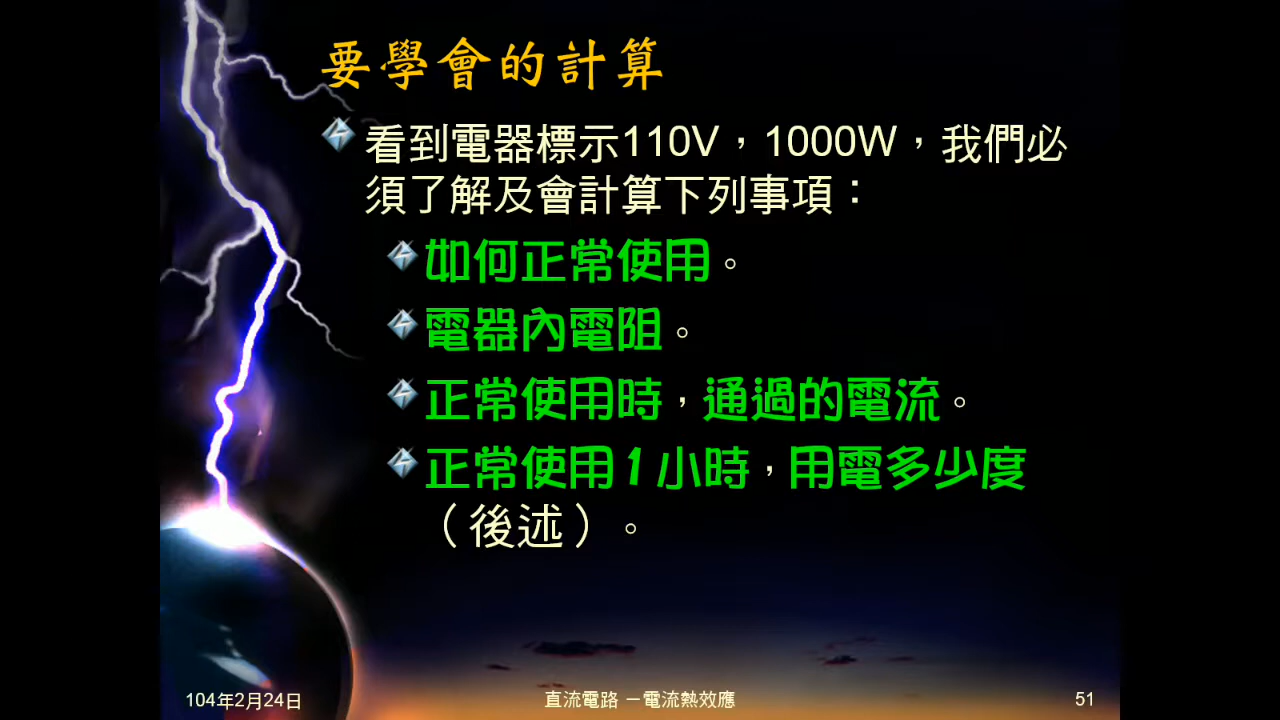 要學會的計算
看到電器標示110V，1000W，我們必
須了解及會計算下列事項：
如何正常使用。
電器內電阻。
正常使用時，通過的電流。
正常使用1小時，用電多少度
（後述）。
104年2月24日
直流電路 －電流熱效應
51